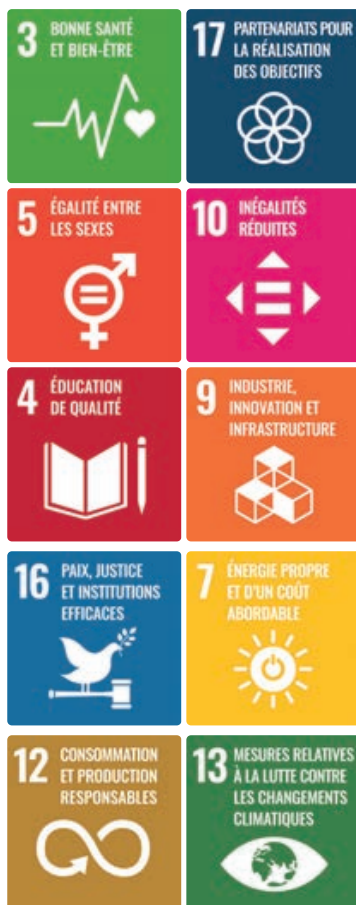 3 BONNE SANTÉ
ET BIEN-ÊTRE
17 PARTENARIATS POUR
LA RÉALISATION
DES OBJECTIFS
5 ÉGALITÉ ENTRE
LES SEXES
10 INÉGALITÉS
RÉDUITES
4 ÉDUCATION
DE QUALITÉ
9 INDUSTRIE,
INNOVATION ET
INFRASTRUCTURE
16 PAIX, JUSTICE
ET INSTITUTIONS
EFFICACES
7 ÉNERGIE PROPRE
ET D'UN COÛT
ABORDABLE
12 CONSOMMATION
ET PRODUCTION
RESPONSABLES
13 MESURES RELATIVES
À LA LUTTE CONTRE
LES CHANGEMENTS
CLIMATIQUES